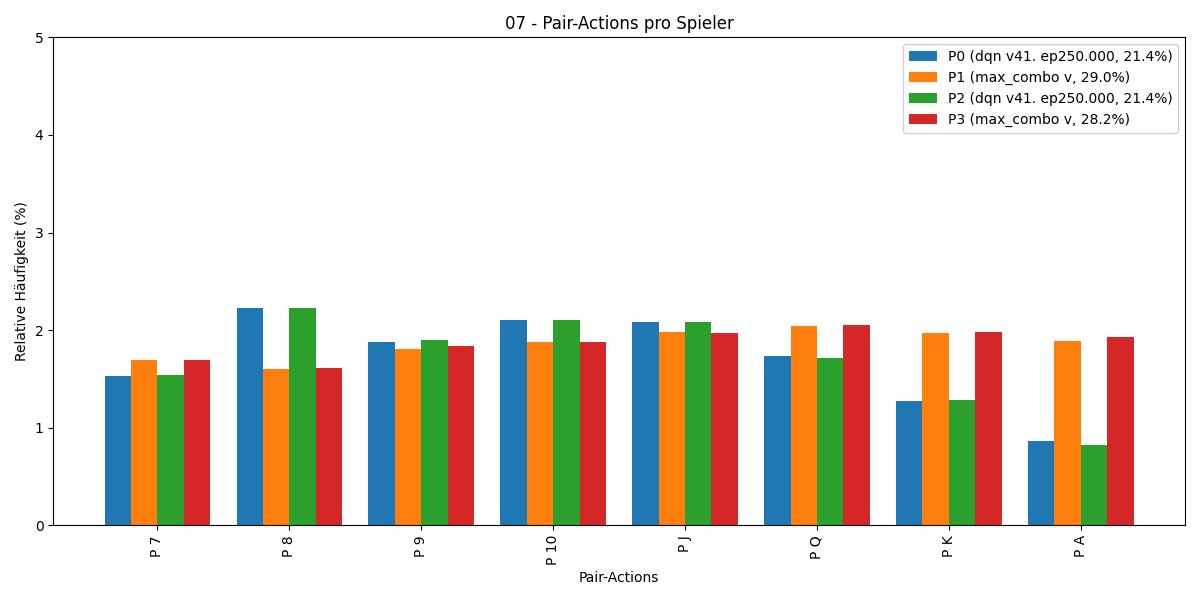 07 - Pair-Actions pro Spieler
P0 (dqn v41. ep250.000, 21.4%)
P1 (max_combo v, 29.0%)
P2 (dqn v41. ep250.000, 21.4%)
P3 (max_combo v, 28.2%)
Relative Häufigkeit (%)
5
4
3
2
1
0
P 7
P 8
P 9
P 10
P J
P Q
P K
P A
Pair-Actions